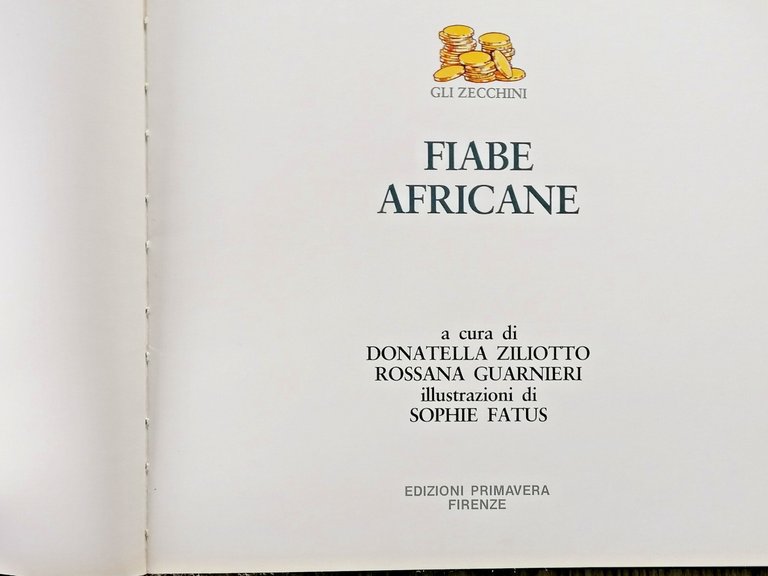 GLI ZECCHINI
FIABE
AFRICANE
a cura di
DONATELLA ZILIOTTO
ROSSANA GUARNIERI
illustrazioni di
SOPHIE FATUS
EDIZIONI PRIMAVERA
FIRENZE